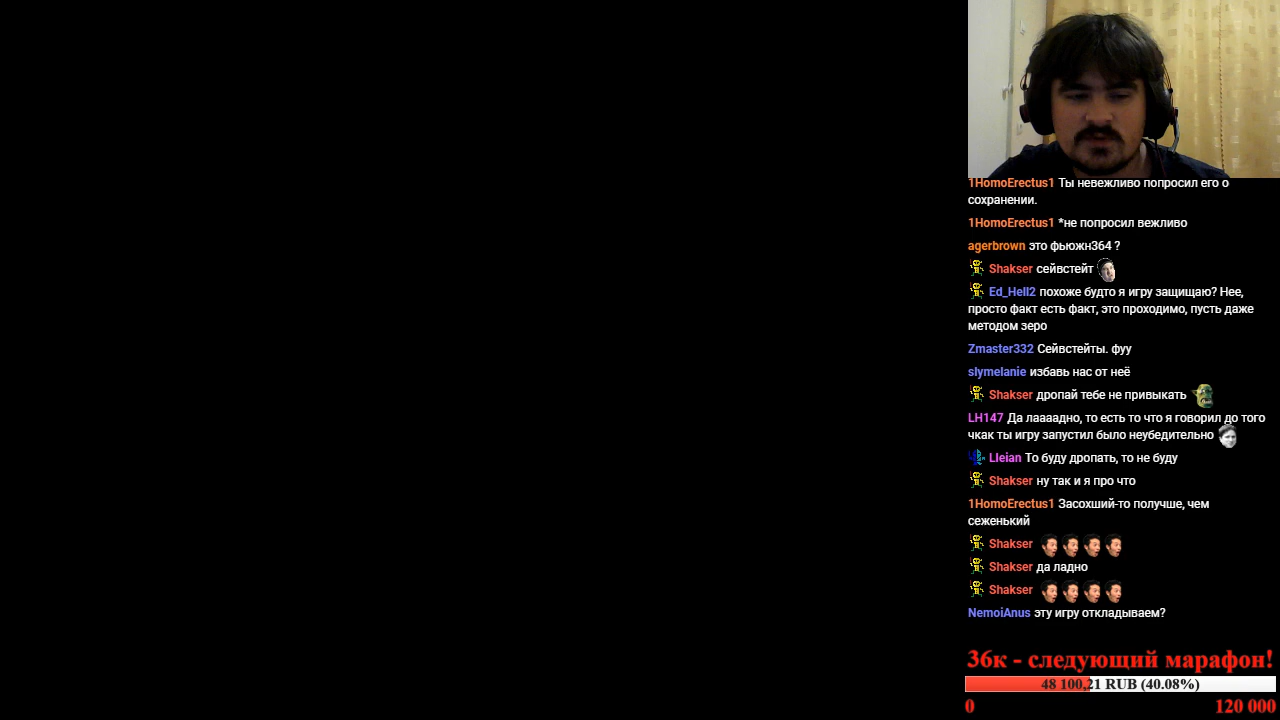 1HomoErectus1 Ты невежливо попросил его о
сохранении.
1HomoErectus1 *не попросил вежливо
agerbrown это фьюжн364 ?
Shakser сейвстейт
Ed_Hell2 похоже будто я игру защищаю? Нее,
просто факт есть факт, это проходимо, пусть даже
методом зеро
Zmaster332 Сейвстейты. фуу
slymelanie избавь нас от неё
Shakser дропай тебе не привыкать
LH147 Да лаааадно, то есть то что я говорил до того
чкак ты игру запустил было неубедительно
Lleian То буду дропать, то не буду
Shakser ну так и я про что
1HomoErectus1 Засохший-то получше, чем
сеженький
Shakser
Shakser да ладно
Shakser
NemoiAnus эту игру откладываем?
36к - следующий марафон!
48 100,21 RUB (40.08%)
0 120 000